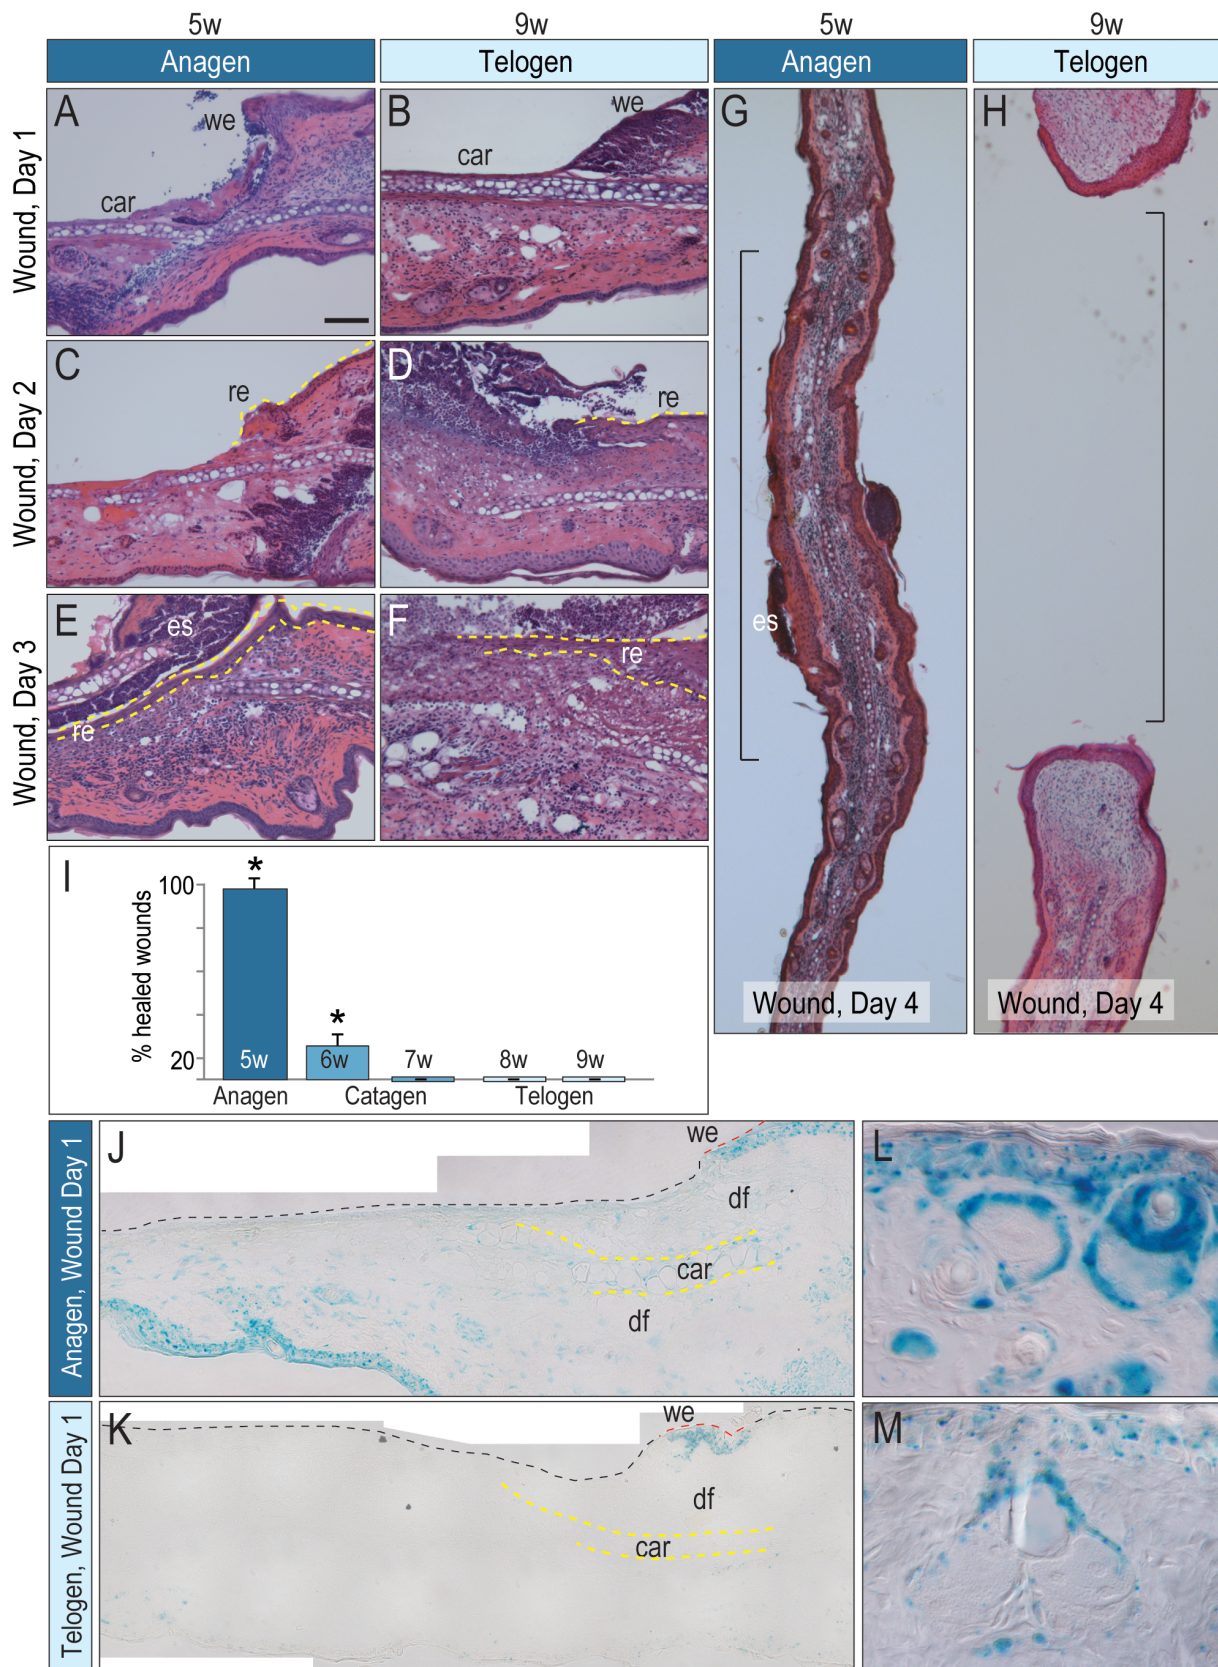 5w
9w
5w
9w
Anagen
Telogen
Anagen
Telogen
Wound, Day 1
A
we
car
B
we
car
G
es
Wound, Day 4
H
Wound, Day 4
Wound, Day 2
C
re
D
re
Wound, Day 3
E
es
re
F
re
I
% healed wounds
100
20
*
*
5w
6w
7w
8w
9w
Anagen
Catagen
Telogen
Anagen, Wound Day 1
J
we
df
car
df
L
Telogen, Wound Day 1
K
we
df
car
M